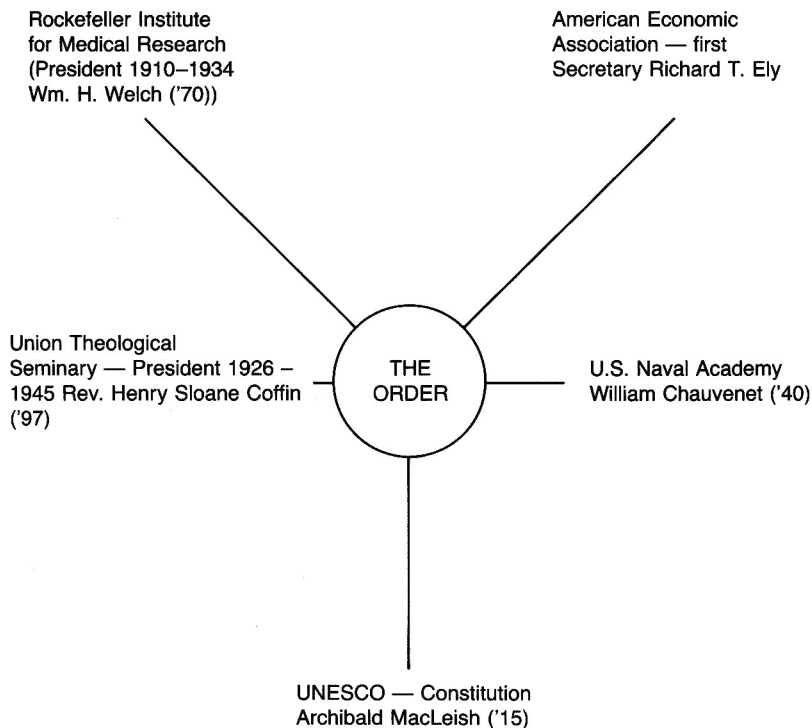 Rockefeller Institute
for Medical Research
(President 1910–1934
Wm. H. Welch ('70))
American Economic
Association — first
Secretary Richard T. Ely
Union Theological
Seminary — President 1926 –
1945 Rev. Henry Sloane Coffin
('97)
THE
ORDER
U.S. Naval Academy
William Chauvenet ('40)
UNESCO — Constitution
Archibald MacLeish ('15)